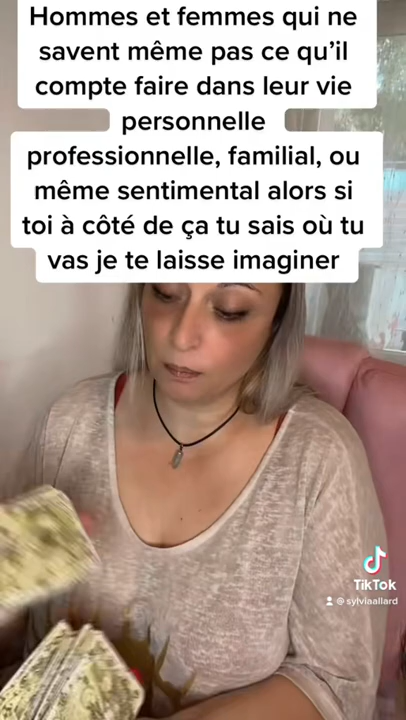 Hommes et femmes qui ne
savent même pas ce qu'il
compte faire dans leur vie
personnelle
professionnelle, familial, ou
même sentimental alors si
toi à côté de ça tu sais où tu
vas je te laisse imaginer
TikTok
@sylviaallard